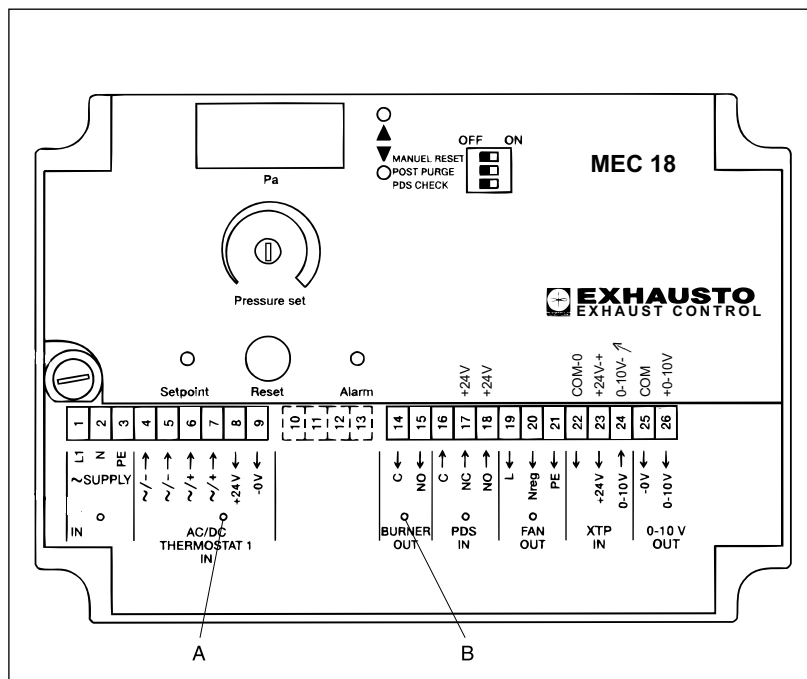 OFF ON
MANUEL RESET
POST PURGE
PDS CHECK
MEC 18
Pa
Pressure set
EXHAUSTO
EXHAUST CONTROL
Setpoint
Reset
Alarm
+24V
+24V
COM-0
+24V-+
0-10V-
COM
+0-10V
1 2 3 4 5 6 7 8 9 10 11 12 13 14 15 16 17 18 19 20 21 22 23 24 25 26
L1 N PE ~/- ~/- ~/+ ~/+ +24V -0V C NO C NC NO L Nreg PE +24V 0-10V -0V 0-10V
~SUPPLY
IN
AC/DC
THERMOSTAT 1
IN
BURNER
OUT
PDS
IN
FAN
OUT
XTP
IN
0-10 V
OUT
A B